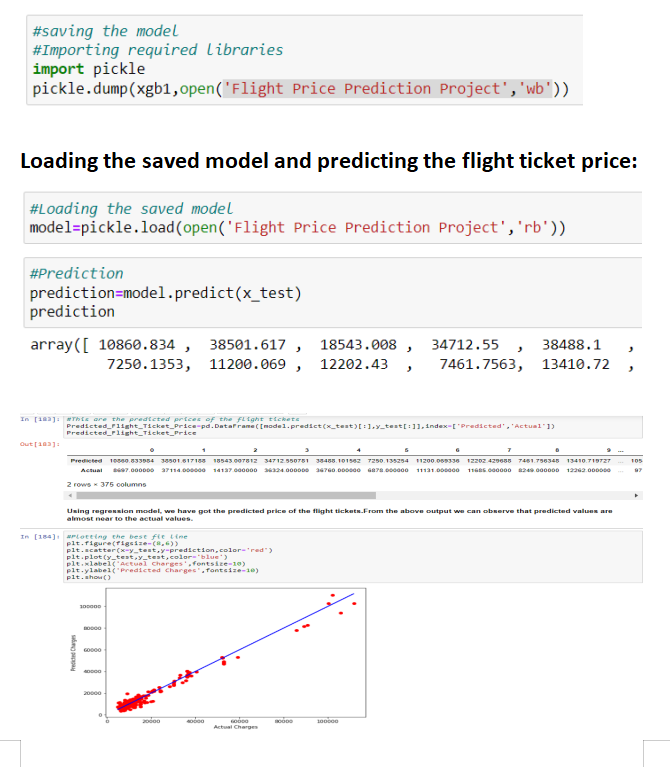 #saving the model
#Importing required libraries
import pickle
pickle.dump(xgb1,open('Flight Price Prediction Project','wb'))
Loading the saved model and predicting the flight ticket price:
#Loading the saved model
model=pickle.load(open('Flight Price Prediction Project','rb'))
#Prediction
prediction=model.predict(x_test)
prediction
array([ 10860.834 , 38501.617 , 18543.008 , 34712.55 , 38488.1 ,
7250.1353, 11200.069 , 12202.43 , 7461.7563, 13410.72 ,
In [183]: #This are the predicted prices of the flight tickets
Predicted_Flight_Ticket_Price=pd.DataFrame([model.predict(x_test)[:],y_test[:]],index=['Predicted','Actual'])
Predicted_Flight_Ticket_Price
Out[183]:
0 1 2 3 4 5 6 7 8 9 ...
Predicted 10860.833984 38501.617188 18543.007812 34712.550781 38488.101562 7250.135254 11200.069336 12202.429688 7461.756348 13410.719727 ... 105
Actual 8697.000000 37114.000000 14137.000000 36324.000000 36760.000000 6878.000000 11131.000000 11685.000000 8249.000000 12262.000000 ... 97
2 rows × 375 columns
Using regression model, we have got the predicted price of the flight tickets.From the above output we can observe that predicted values are
almost near to the actual values.
In [184]: #Plotting the best fit line
plt.figure(figsize=(8,6))
plt.scatter(x=y_test,y=prediction,color='red')
plt.plot(y_test,y_test,color='blue')
plt.xlabel('Actual Charges',fontsize=10)
plt.ylabel('Predicted Charges',fontsize=10)
plt.show()
100000
80000
60000
40000
20000
0
Predicted Charges
0 20000 40000 60000 80000 100000
Actual Charges